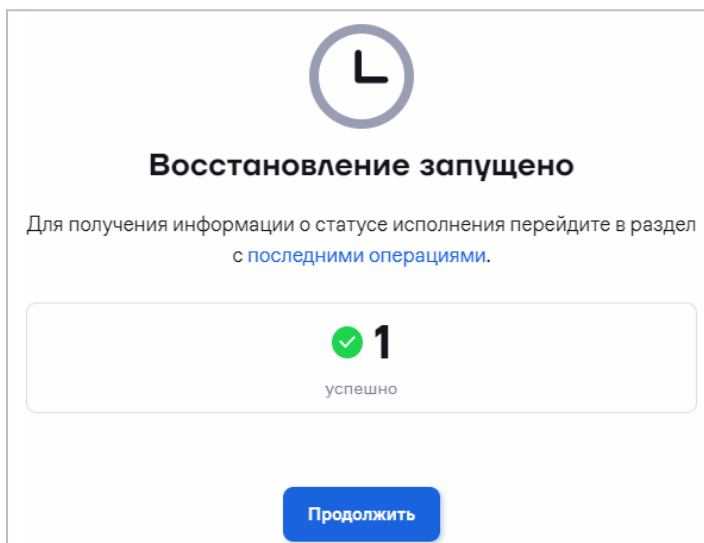 Восстановление запущено
Для получения информации о статусе исполнения перейдите в раздел
с последними операциями.
1
успешно
Продолжить